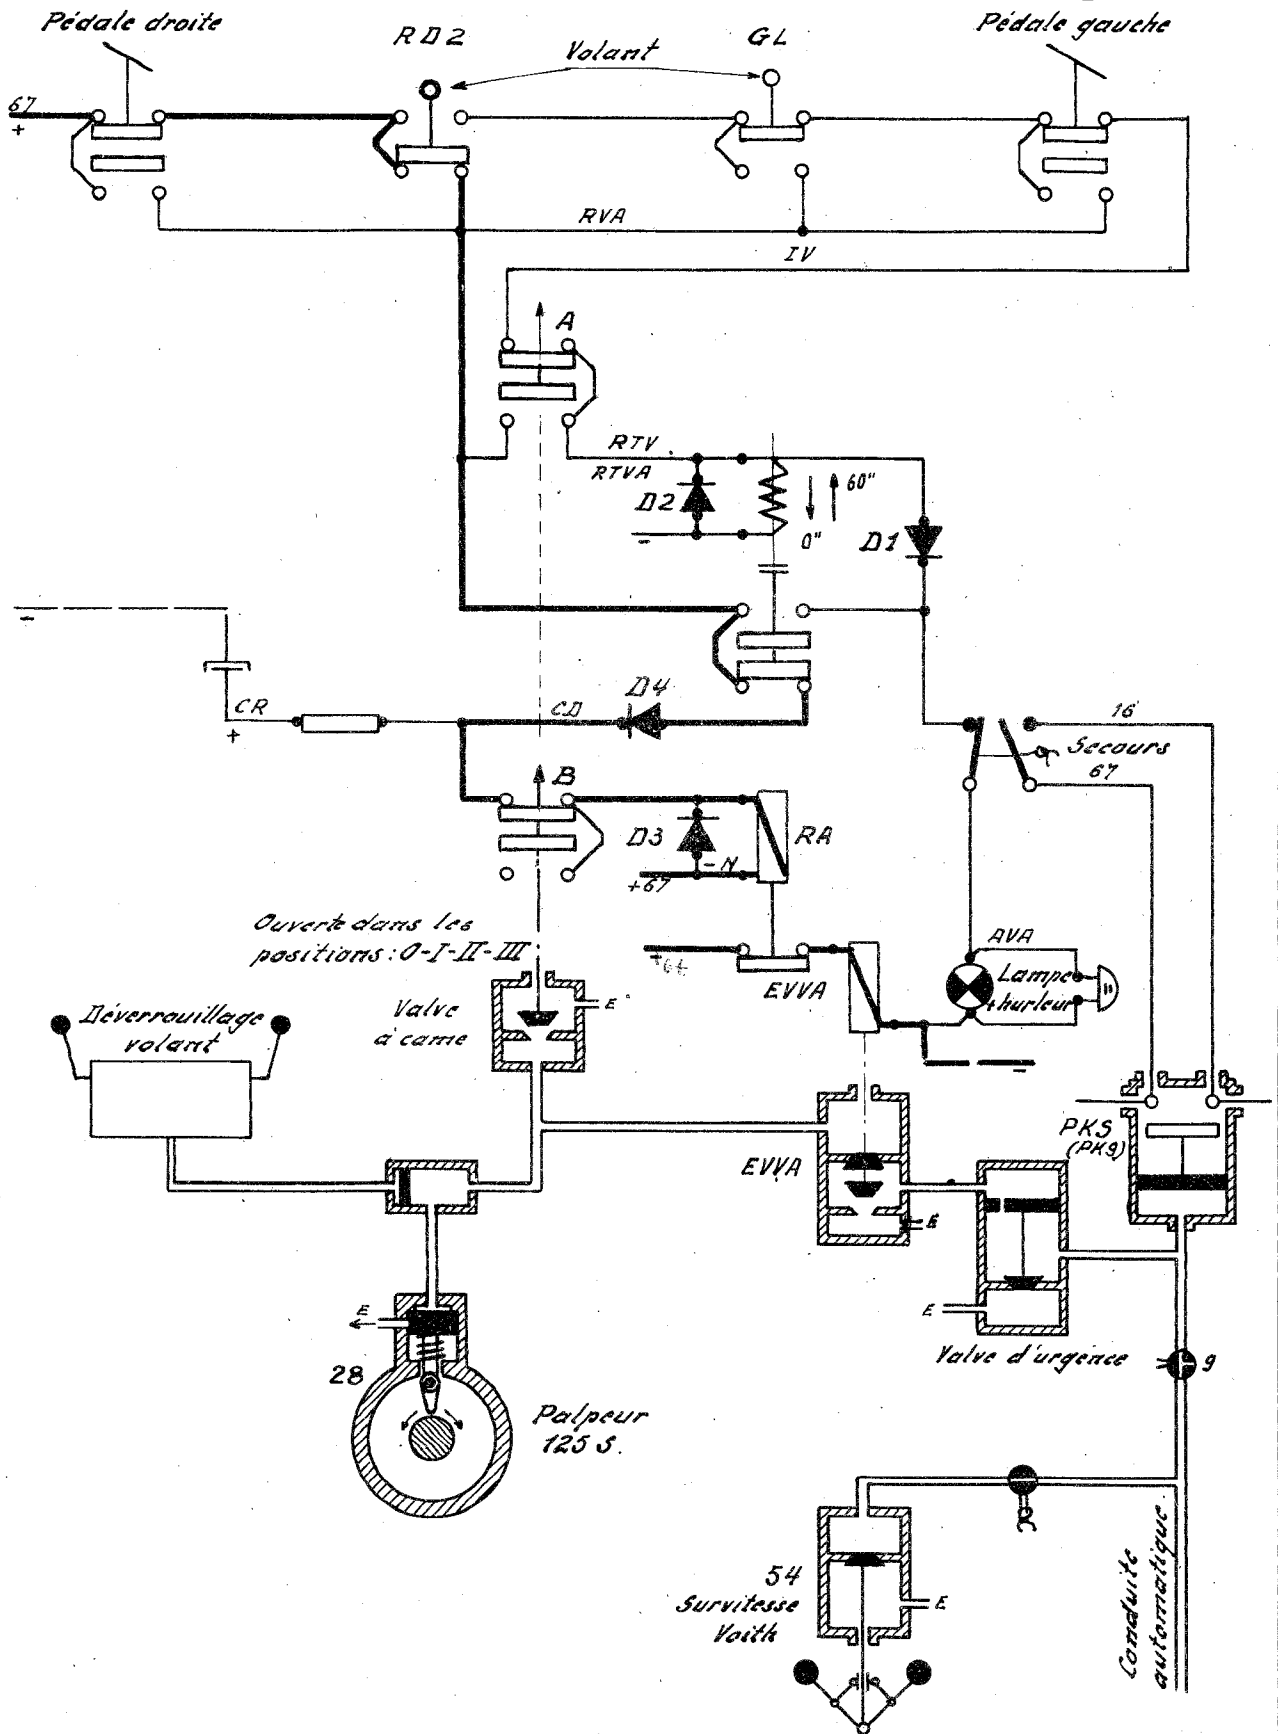 Pédale droite
RD2
Volant
GL
Pédale gauche
67
+
RVA
IV
A
RTV
RTVA
D2
60"
0"
D1
-
-
D4
CR
+
CD
16
Secours
67
B
D3
RA
- N
+67
Ouverte dans les
positions : 0-I-II-III
AVA
Lampe
+ hurleur
EVVA
Valve
à came
E
Déverrouillage
volant
-
PKS
(PK9)
EVVA
E
E
Valve d'urgence
9
E
28
Palpeur
125 S.
54
Survitesse
Voith
E
Conduite
automatique